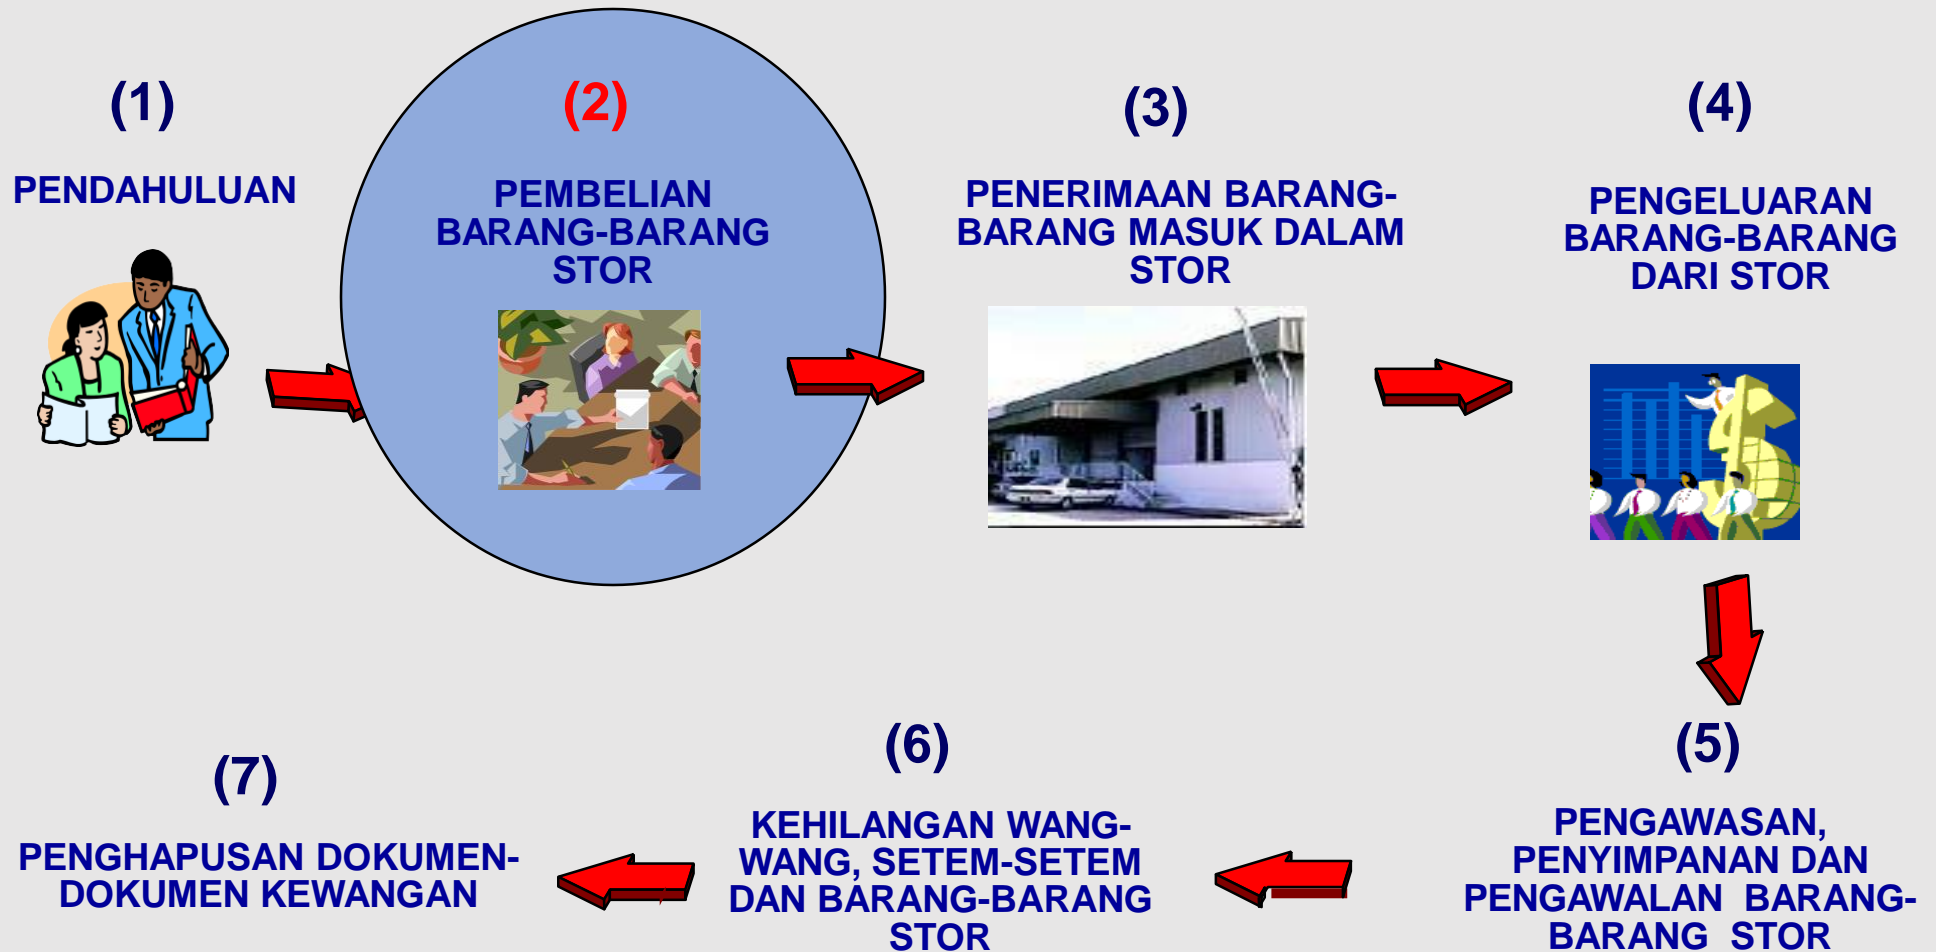 (1)
PENDAHULUAN
(2)
PEMBELIAN
BARANG-BARANG
STOR
(3)
PENERIMAAN BARANG-
BARANG MASUK DALAM
STOR
(4)
PENGELUARAN
BARANG-BARANG
DARI STOR
(5)
PENGAWASAN,
PENYIMPANAN DAN
PENGAWALAN BARANG-
BARANG STOR
(6)
KEHILANGAN WANG-
WANG, SETEM-SETEM
DAN BARANG-BARANG
STOR
(7)
PENGHAPUSAN DOKUMEN-
DOKUMEN KEWANGAN